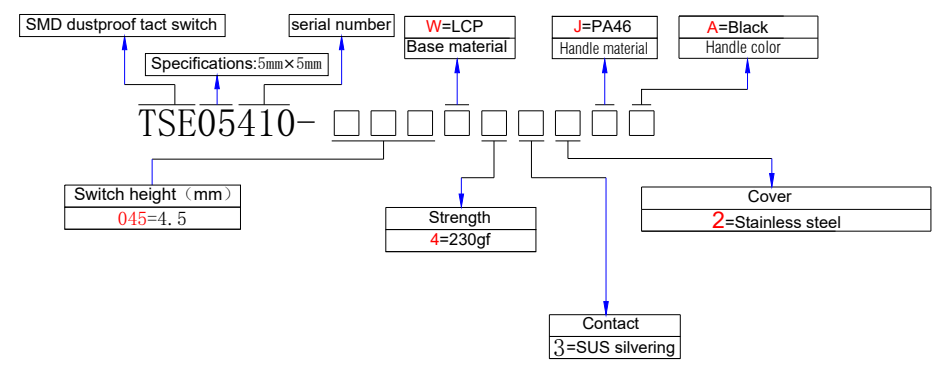 SMD dustproof tact switch
serial number
W=LCP
Base material
J=PA46
Handle material
A=Black
Handle color
Specifications:5mm×5mm
TSE05410-
Switch height（mm）
045=4.5
Strength
4=230gf
Cover
2=Stainless steel
Contact
3=SUS silvering